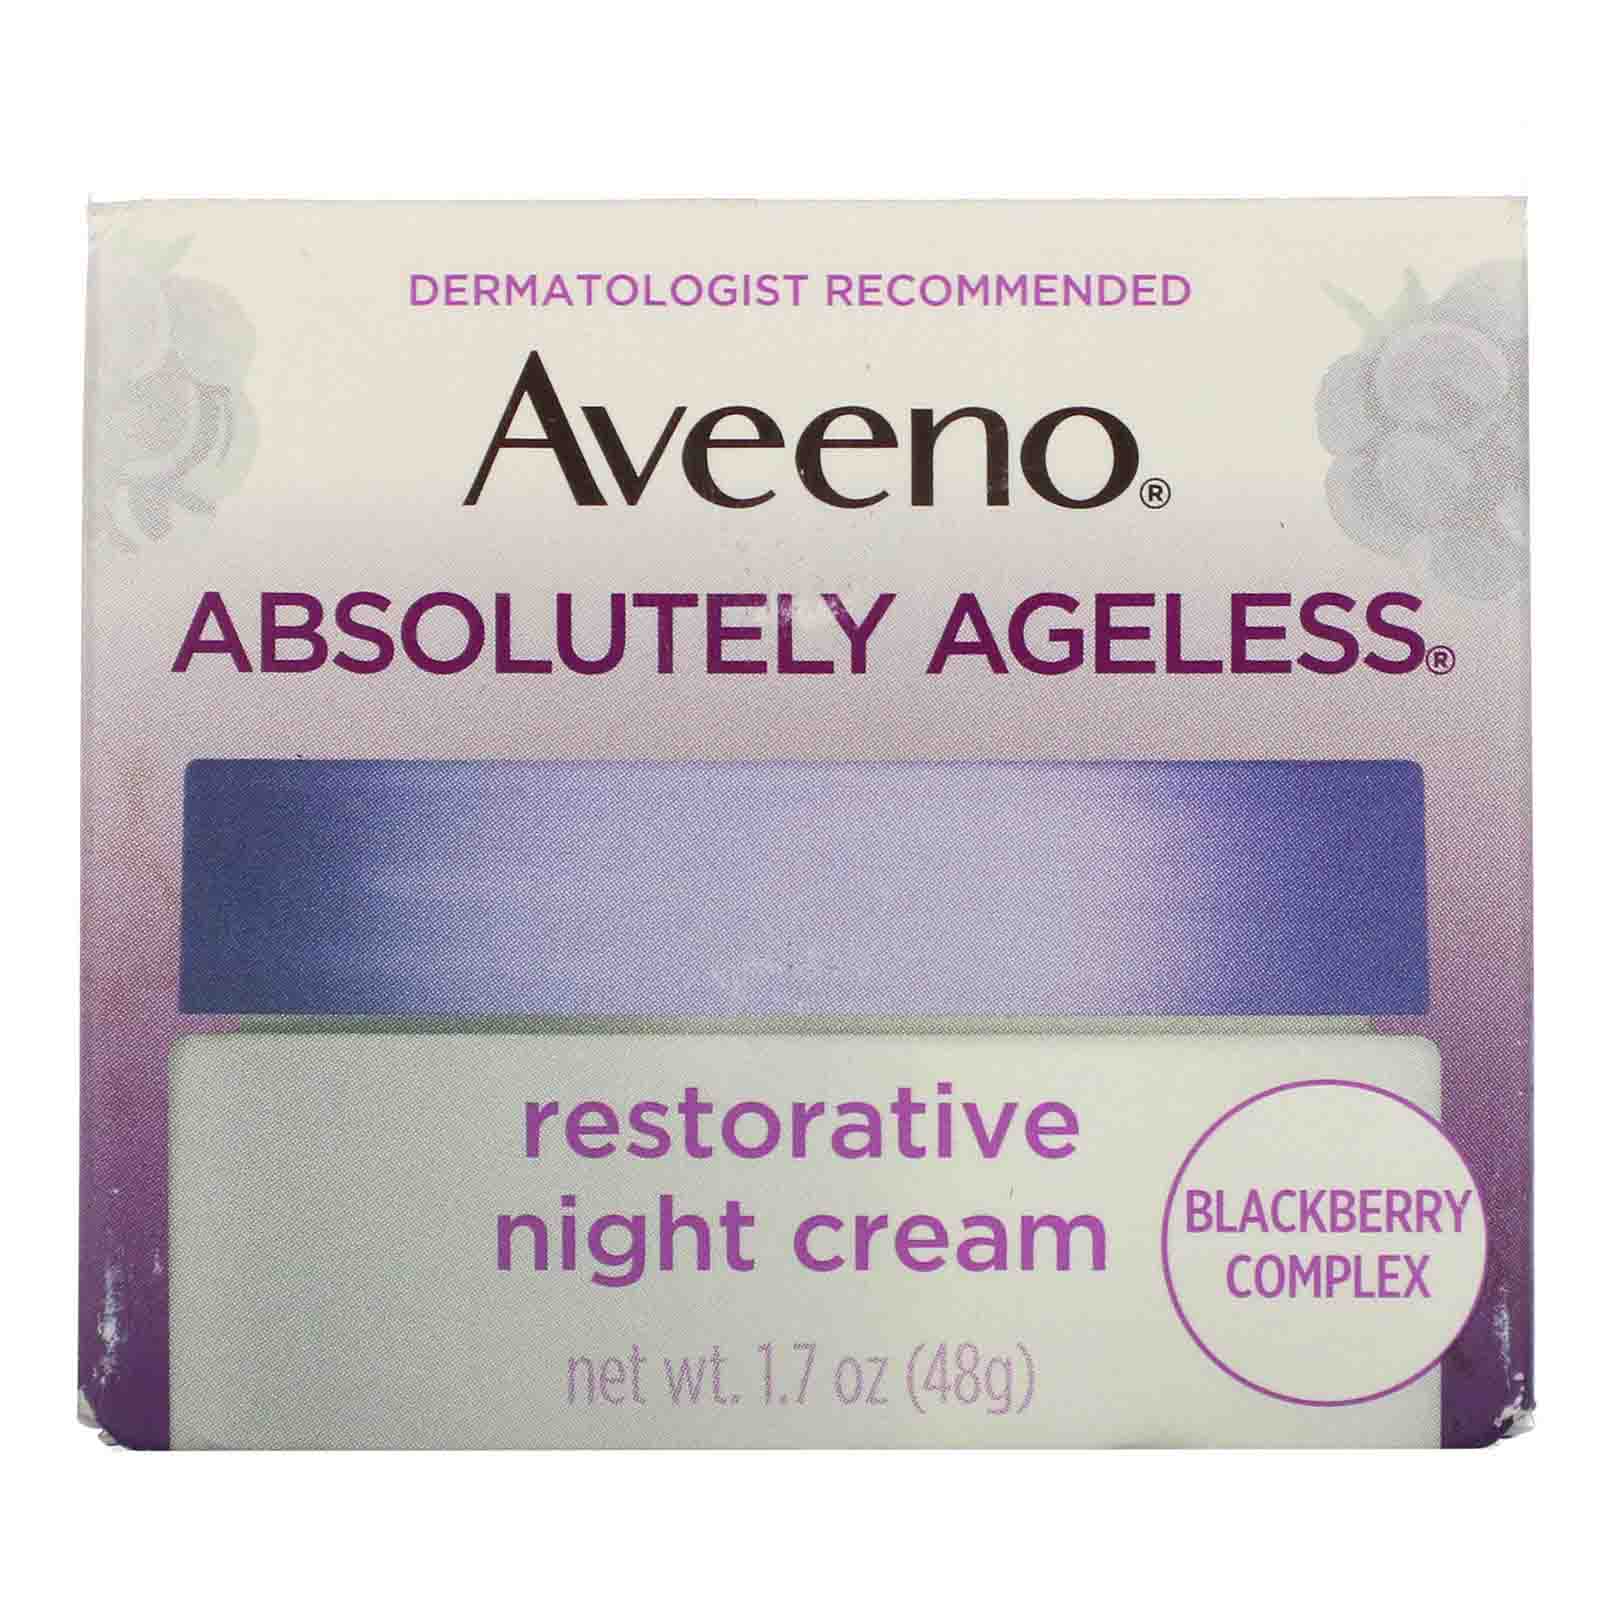 DERMATOLOGIST RECOMMENDED
Aveeno®
ABSOLUTELY AGELESS®
restorative
night cream
BLACKBERRY
COMPLEX
net wt. 1.7 oz (48g)